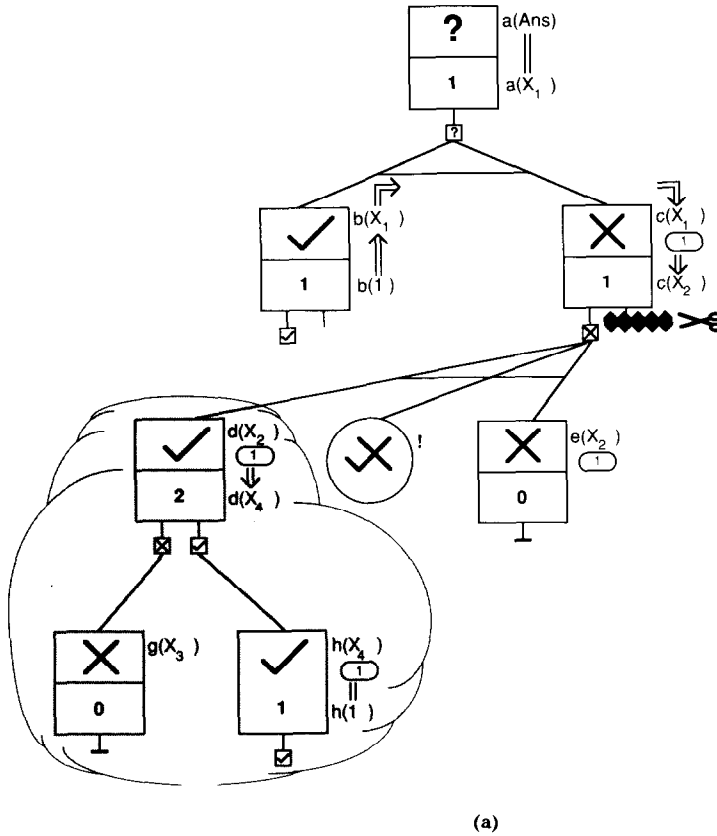 ? a(Ans)
1 a(X₁)
?
b(X₁) c(X₁)
1
1 b(1) 1 c(X₂)
d(X₂) ! e(X₂)
1 1
2 d(X₄) 0
g(X₃) h(X₄)
1
0 1 h(1)
(a)